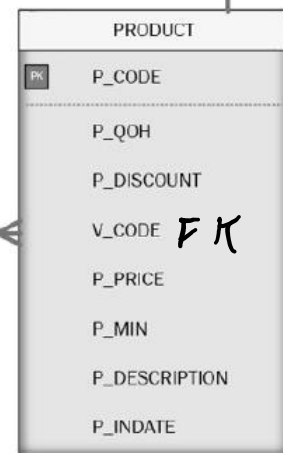 PRODUCT
PK P_CODE
P_QOH
P_DISCOUNT
V_CODE FK
P_PRICE
P_MIN
P_DESCRIPTION
P_INDATE